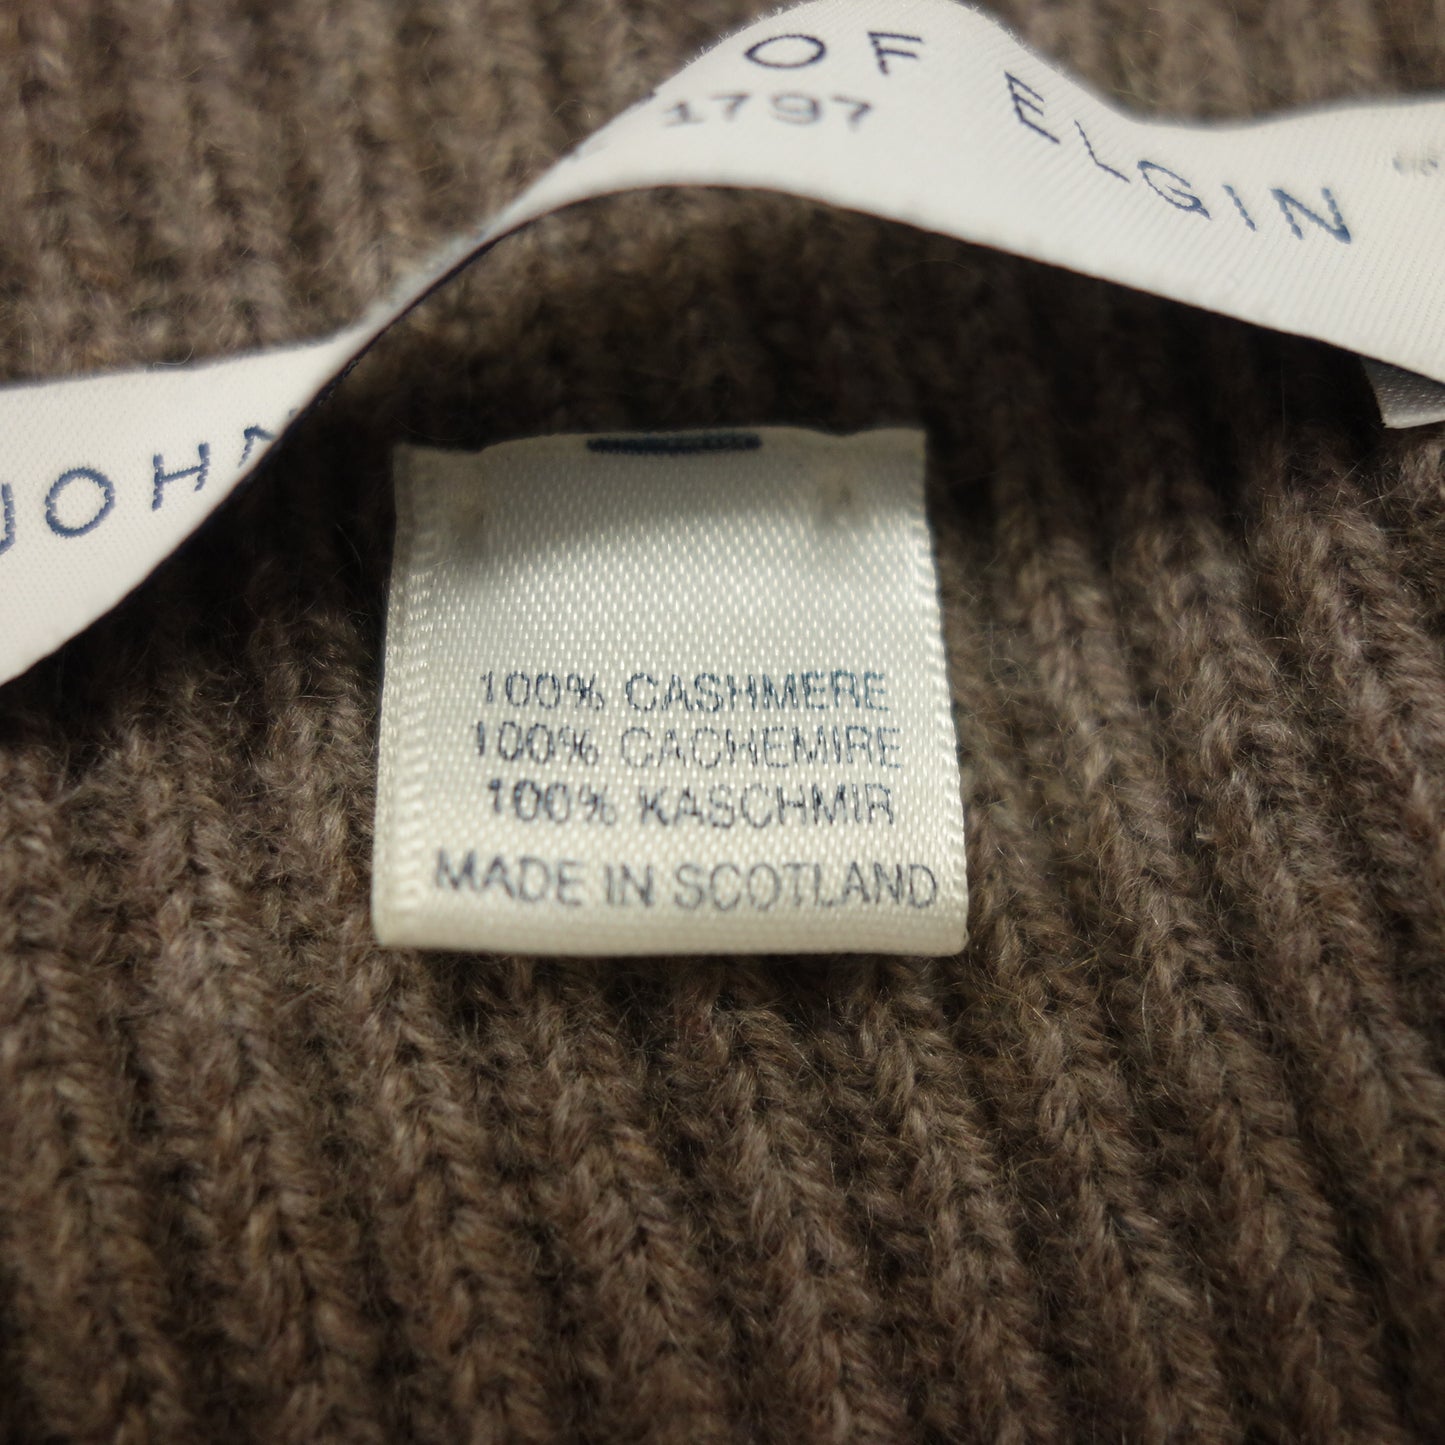 JOHN
OF ELGIN
1797
100% CASHMERE
100% CACHEMIRE
100% KASCHMIR
MADE IN SCOTLAND